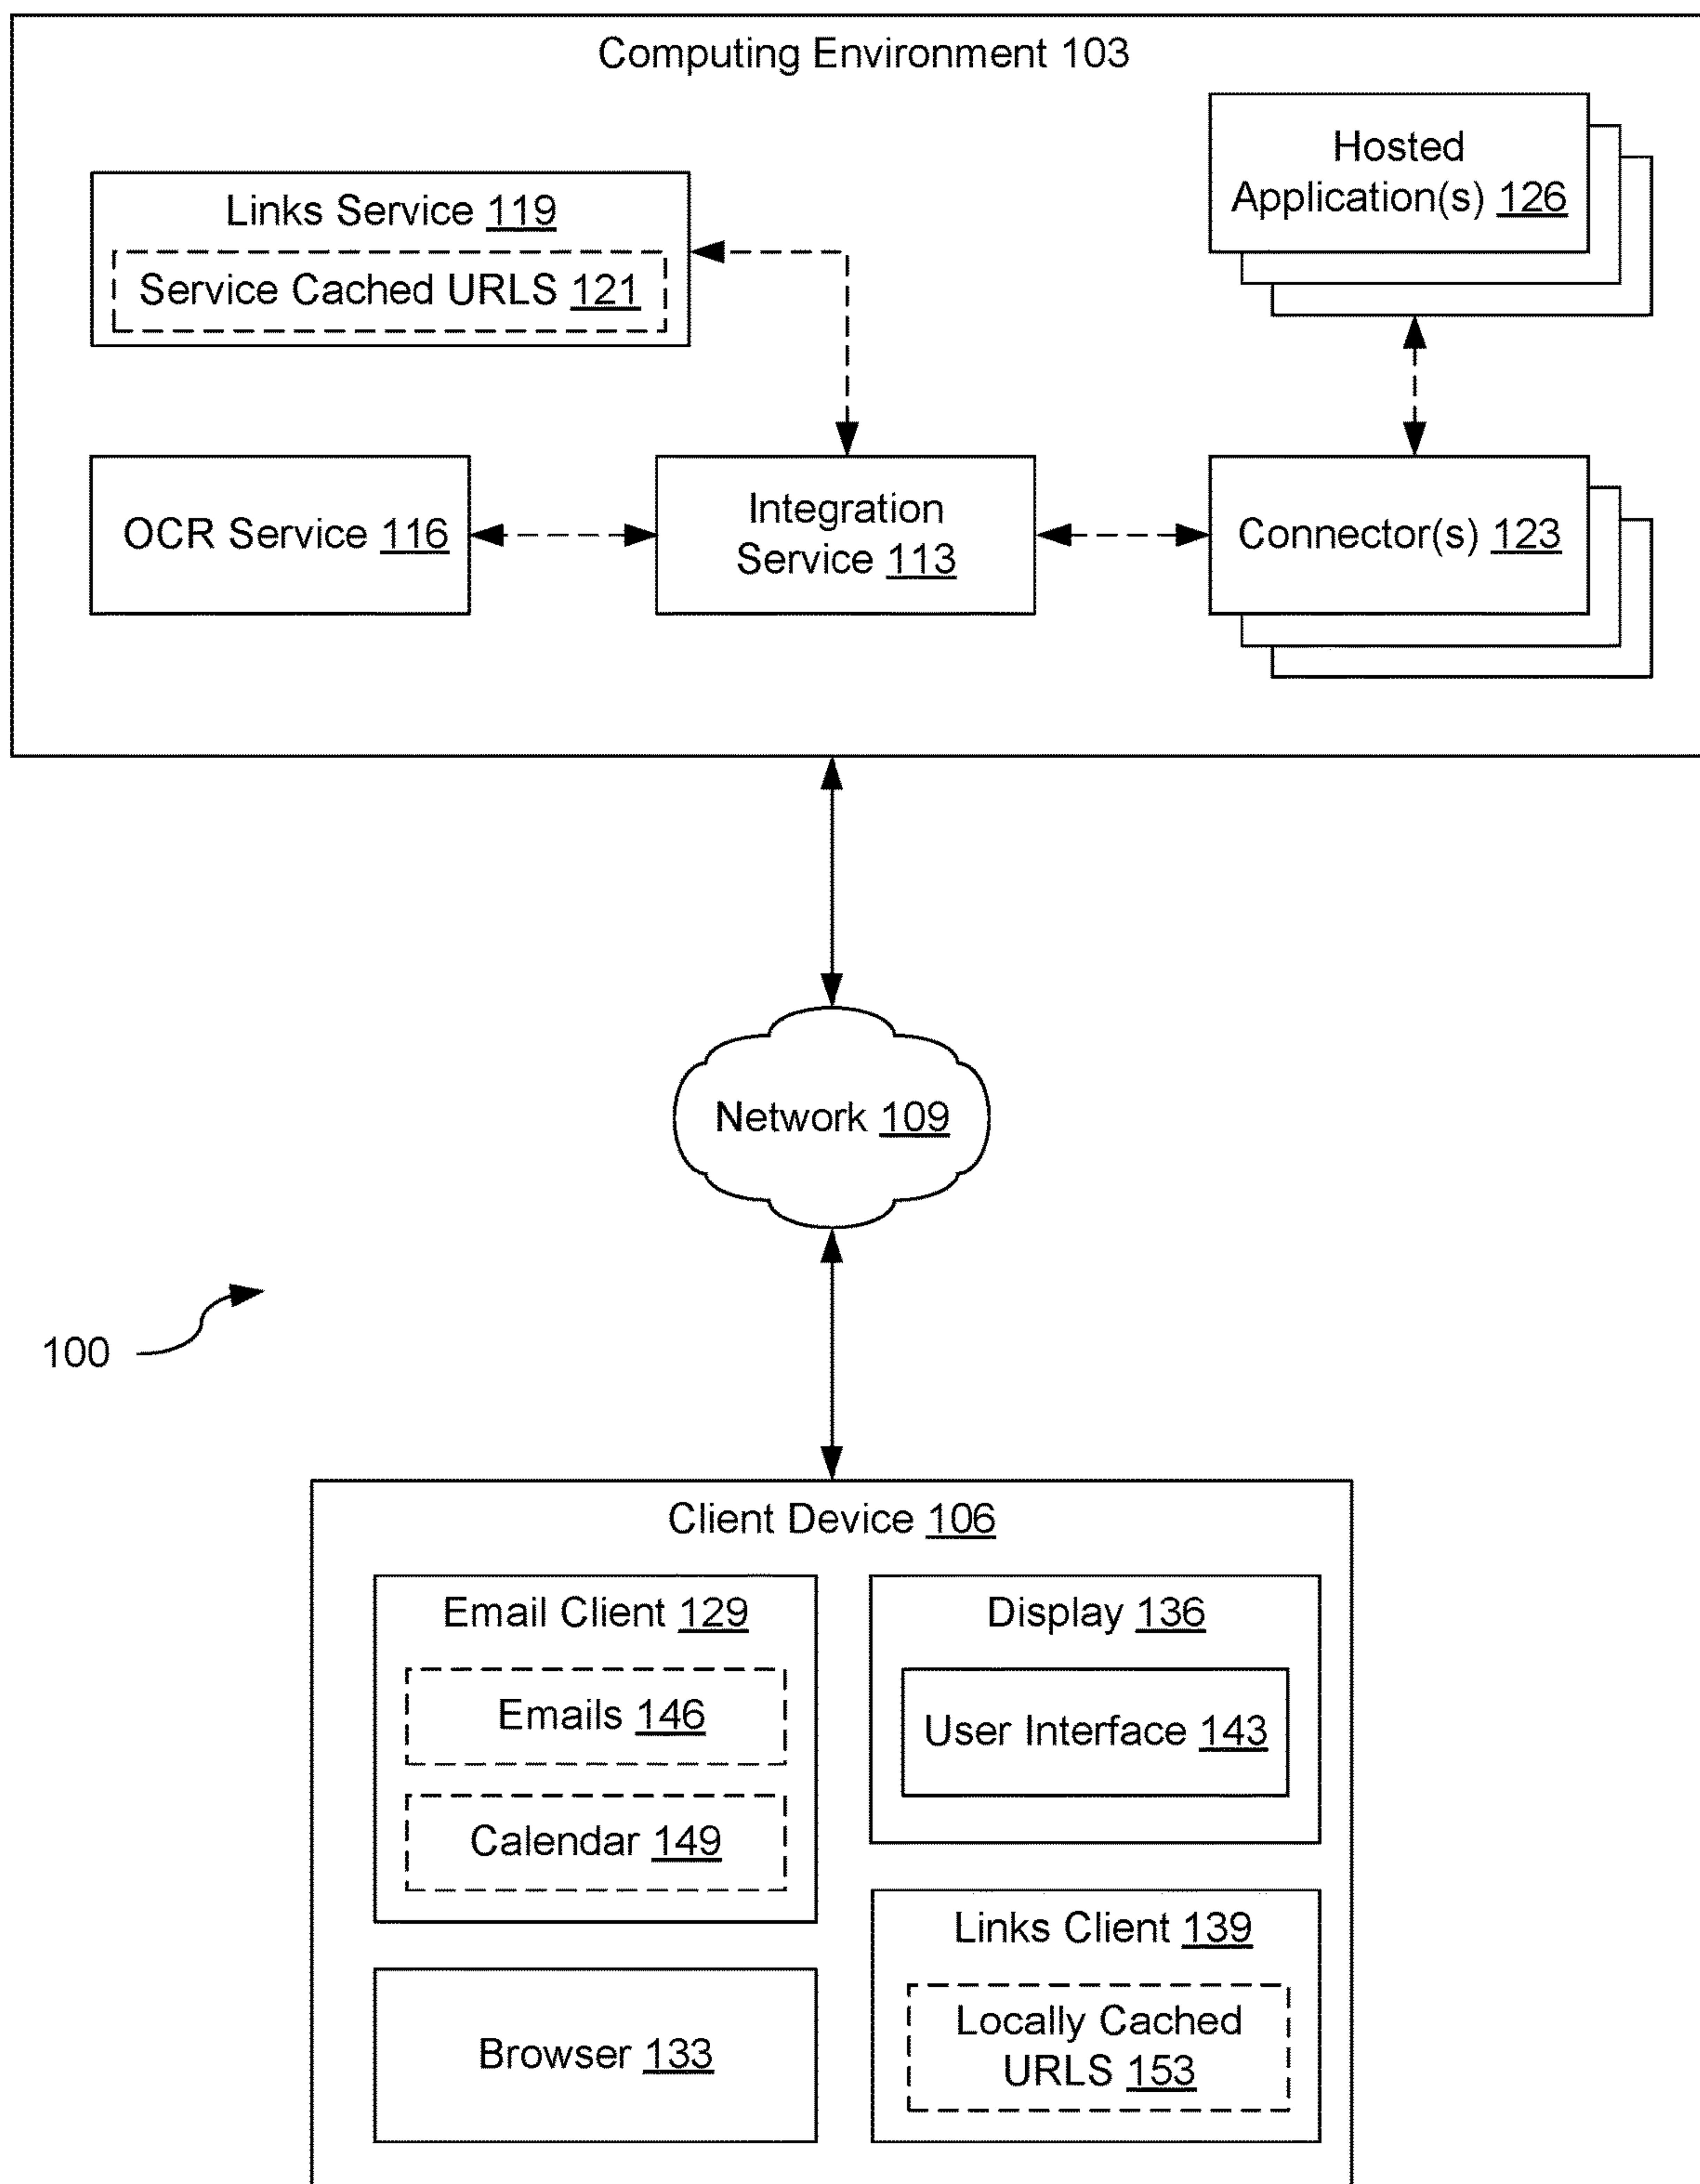 Computing Environment 103
Hosted
Application(s) 126
Links Service 119
Service Cached URLS 121
OCR Service 116
Integration
Service 113
Connector(s) 123
Network 109
100
Client Device 106
Email Client 129
Emails 146
Calendar 149
Display 136
User Interface 143
Browser 133
Links Client 139
Locally Cached
URLS 153